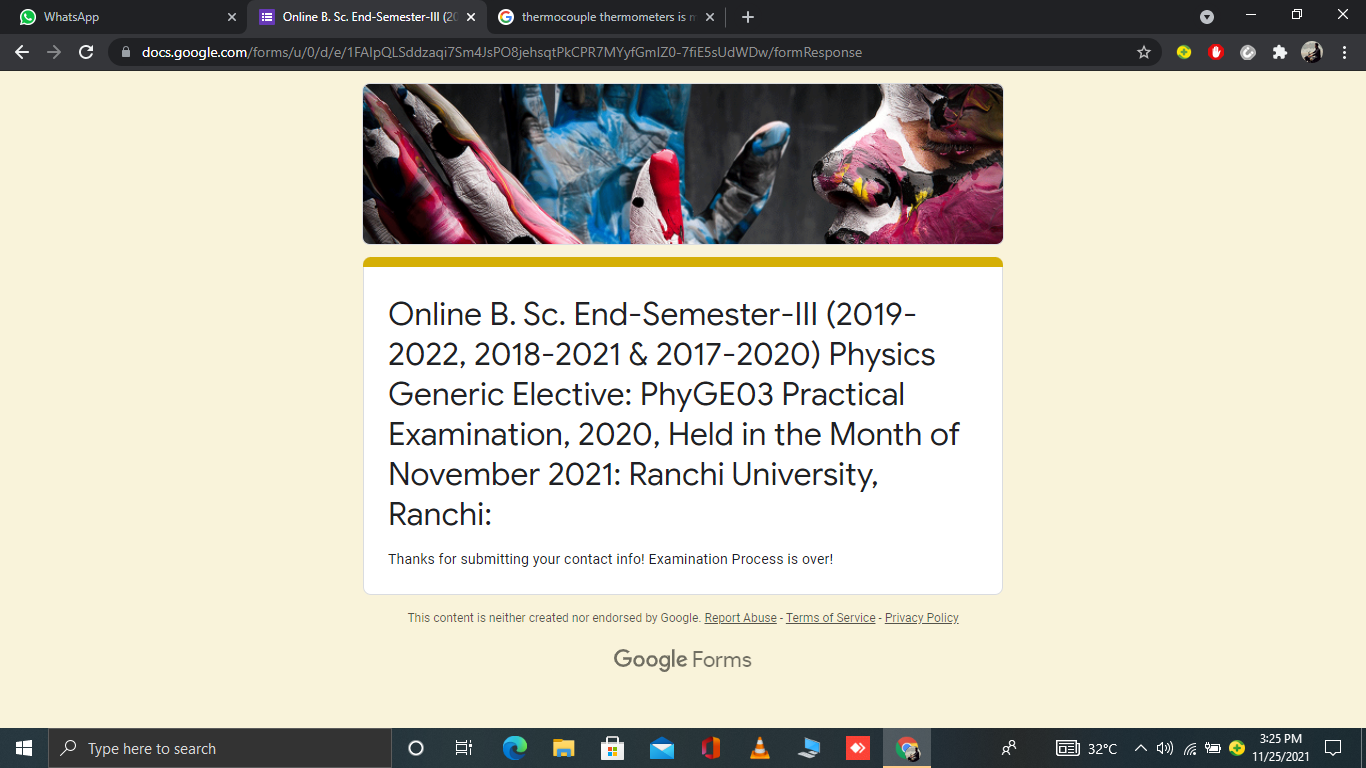 WhatsApp
Online B. Sc. End-Semester-III (20
thermocouple thermometers is m
docs.google.com/forms/u/0/d/e/1FAIpQLSddzaqi7Sm4JsPO8jehsqtPkCPR7MYyfGmIZ0-7fiE5sUdWDw/formResponse
Online B. Sc. End-Semester-III (2019-
2022, 2018-2021 & 2017-2020) Physics
Generic Elective: PhyGE03 Practical
Examination, 2020, Held in the Month of
November 2021: Ranchi University,
Ranchi:
Thanks for submitting your contact info! Examination Process is over!
This content is neither created nor endorsed by Google. Report Abuse - Terms of Service - Privacy Policy
Google Forms
Type here to search
32°C
3:25 PM
11/25/2021